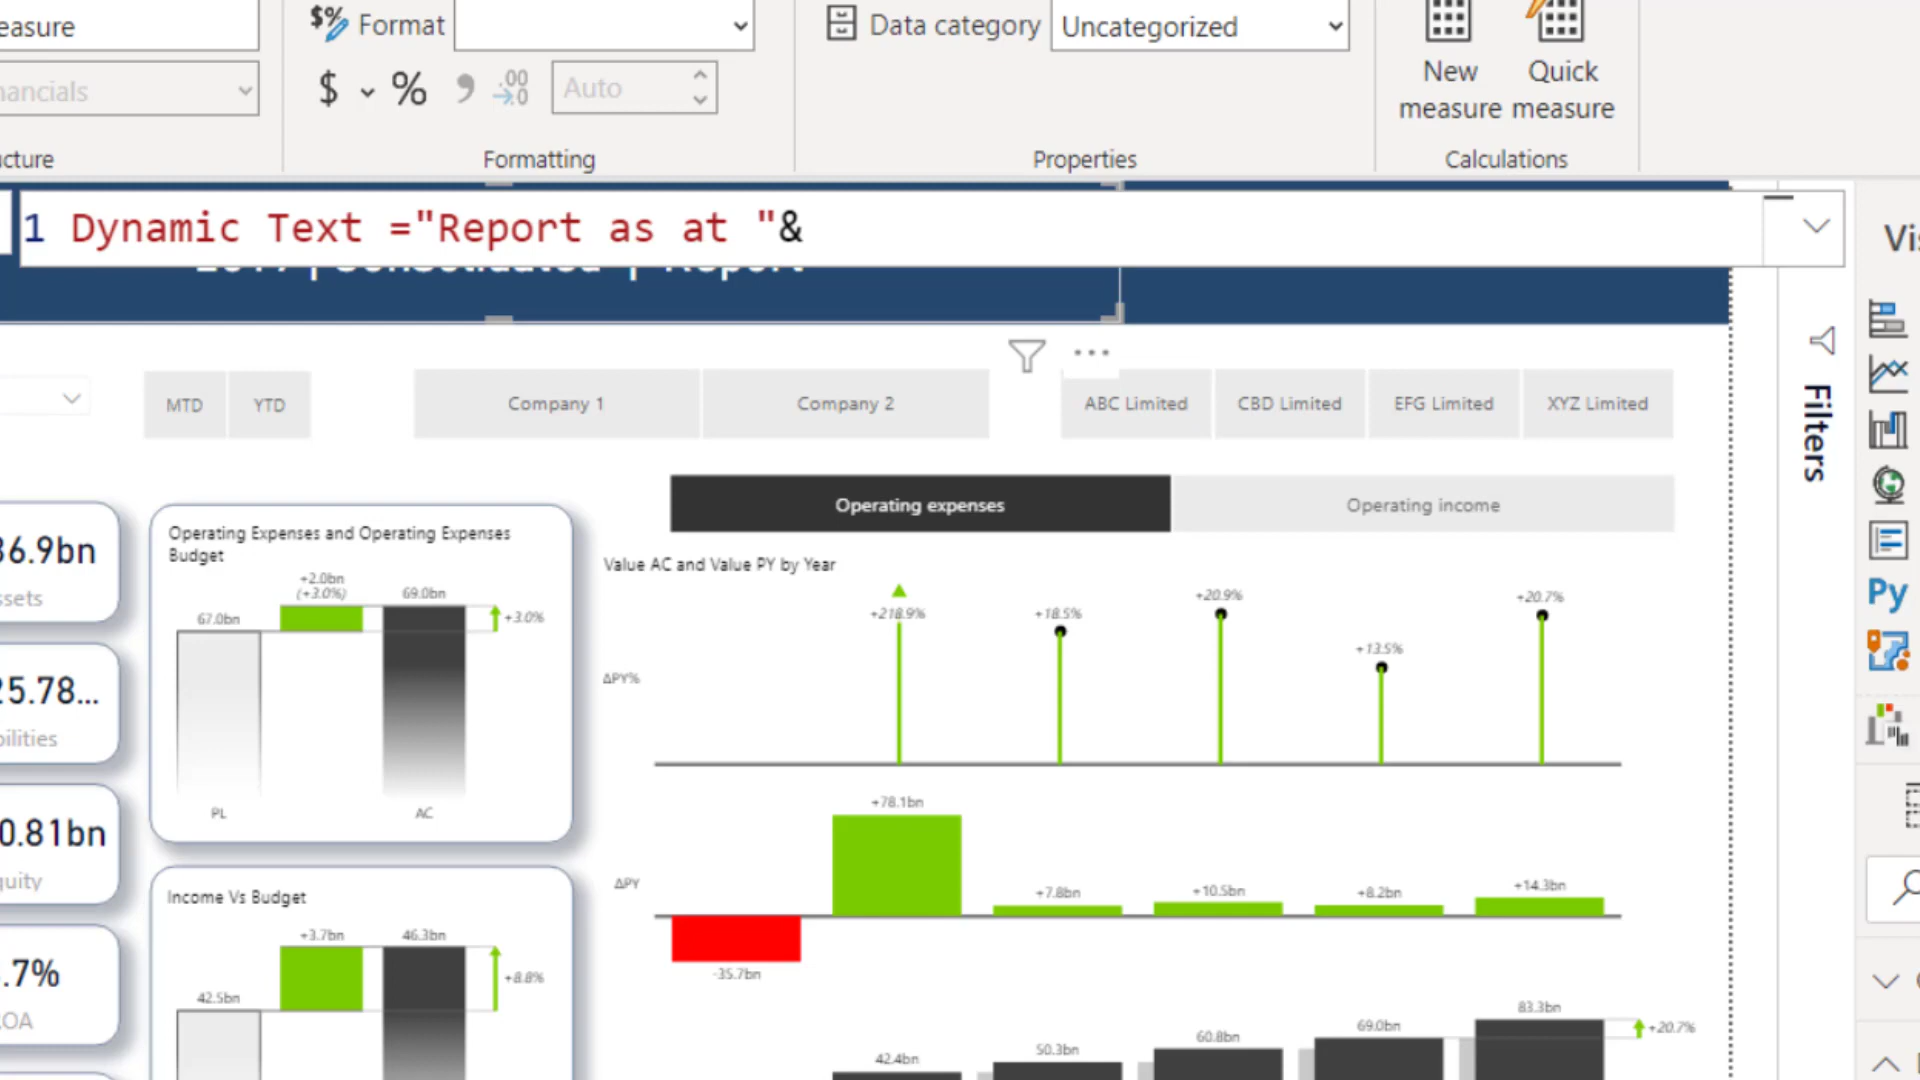 easure
Format
Data category
Uncategorized
New
measure
Quick
measure
nancials
$ % 
Auto
cture
Formatting
Properties
Calculations
1 Dynamic Text ="Report as at "&
Vis
Filters
MTD
YTD
Company 1
Company 2
ABC Limited
CBD Limited
EFG Limited
XYZ Limited
Operating expenses
Operating income
36.9bn
ssets
25.78...
bilities
0.81bn
quity
.7%
OA
Operating Expenses and Operating Expenses
Budget
+2.0bn
(+3.0%)
69.0bn
67.0bn
+3.0%
PL
AC
Income Vs Budget
+3.7bn
46.3bn
42.5bn
+8.8%
Value AC and Value PY by Year
ΔPY%
+218.9%
+18.5%
+20.9%
+13.5%
+20.7%
ΔPY
-35.7bn
+78.1bn
+7.8bn
+10.5bn
+8.2bn
+14.3bn
42.4bn
50.3bn
60.8bn
69.0bn
83.3bn
+20.7%
Py